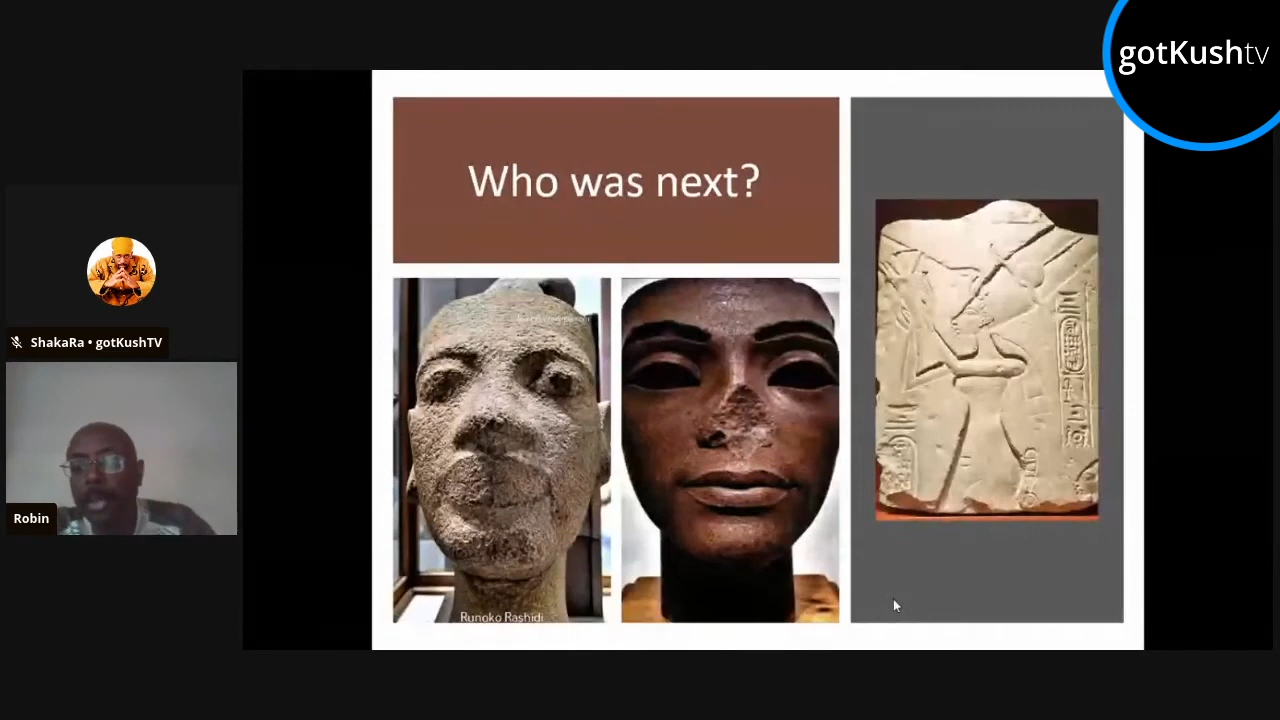 gotKushtv
Who was next?
ShakaRa • gotKushTV
Robin
Runoko Rashidi